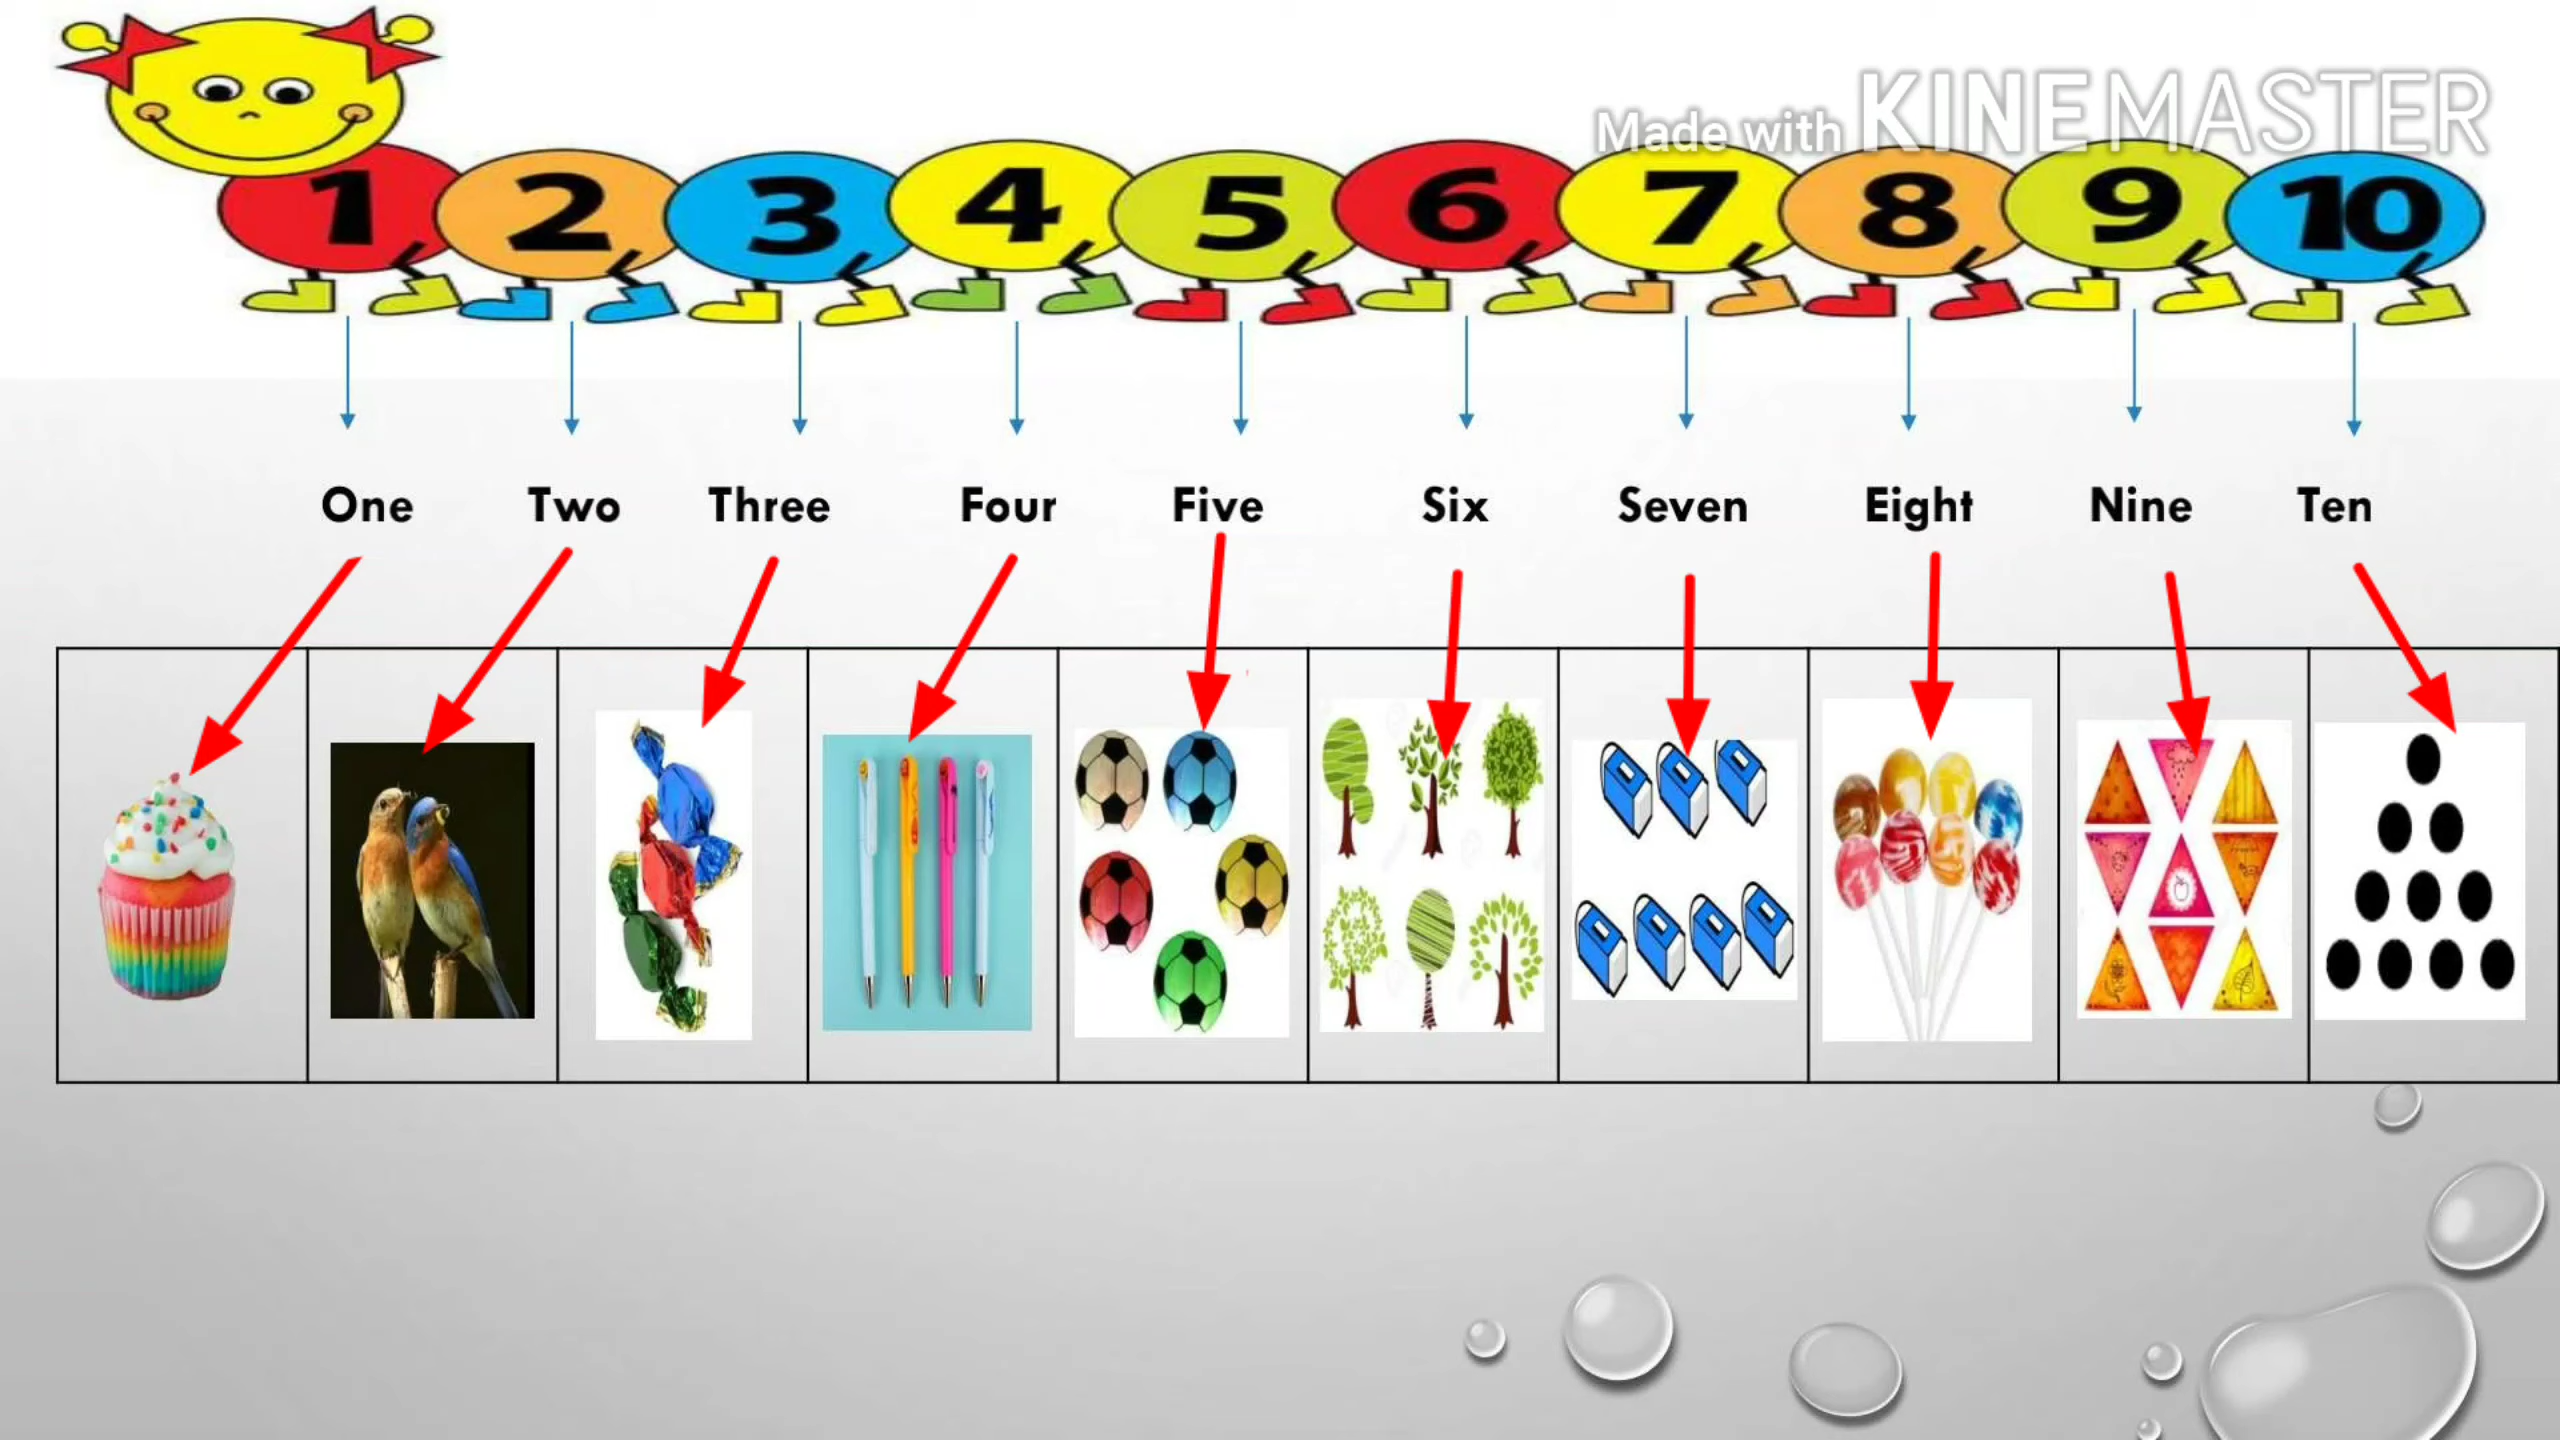 Made with KINEMASTER
1 2 3 4 5 6 7 8 9 10
One Two Three Four Five Six Seven Eight Nine Ten